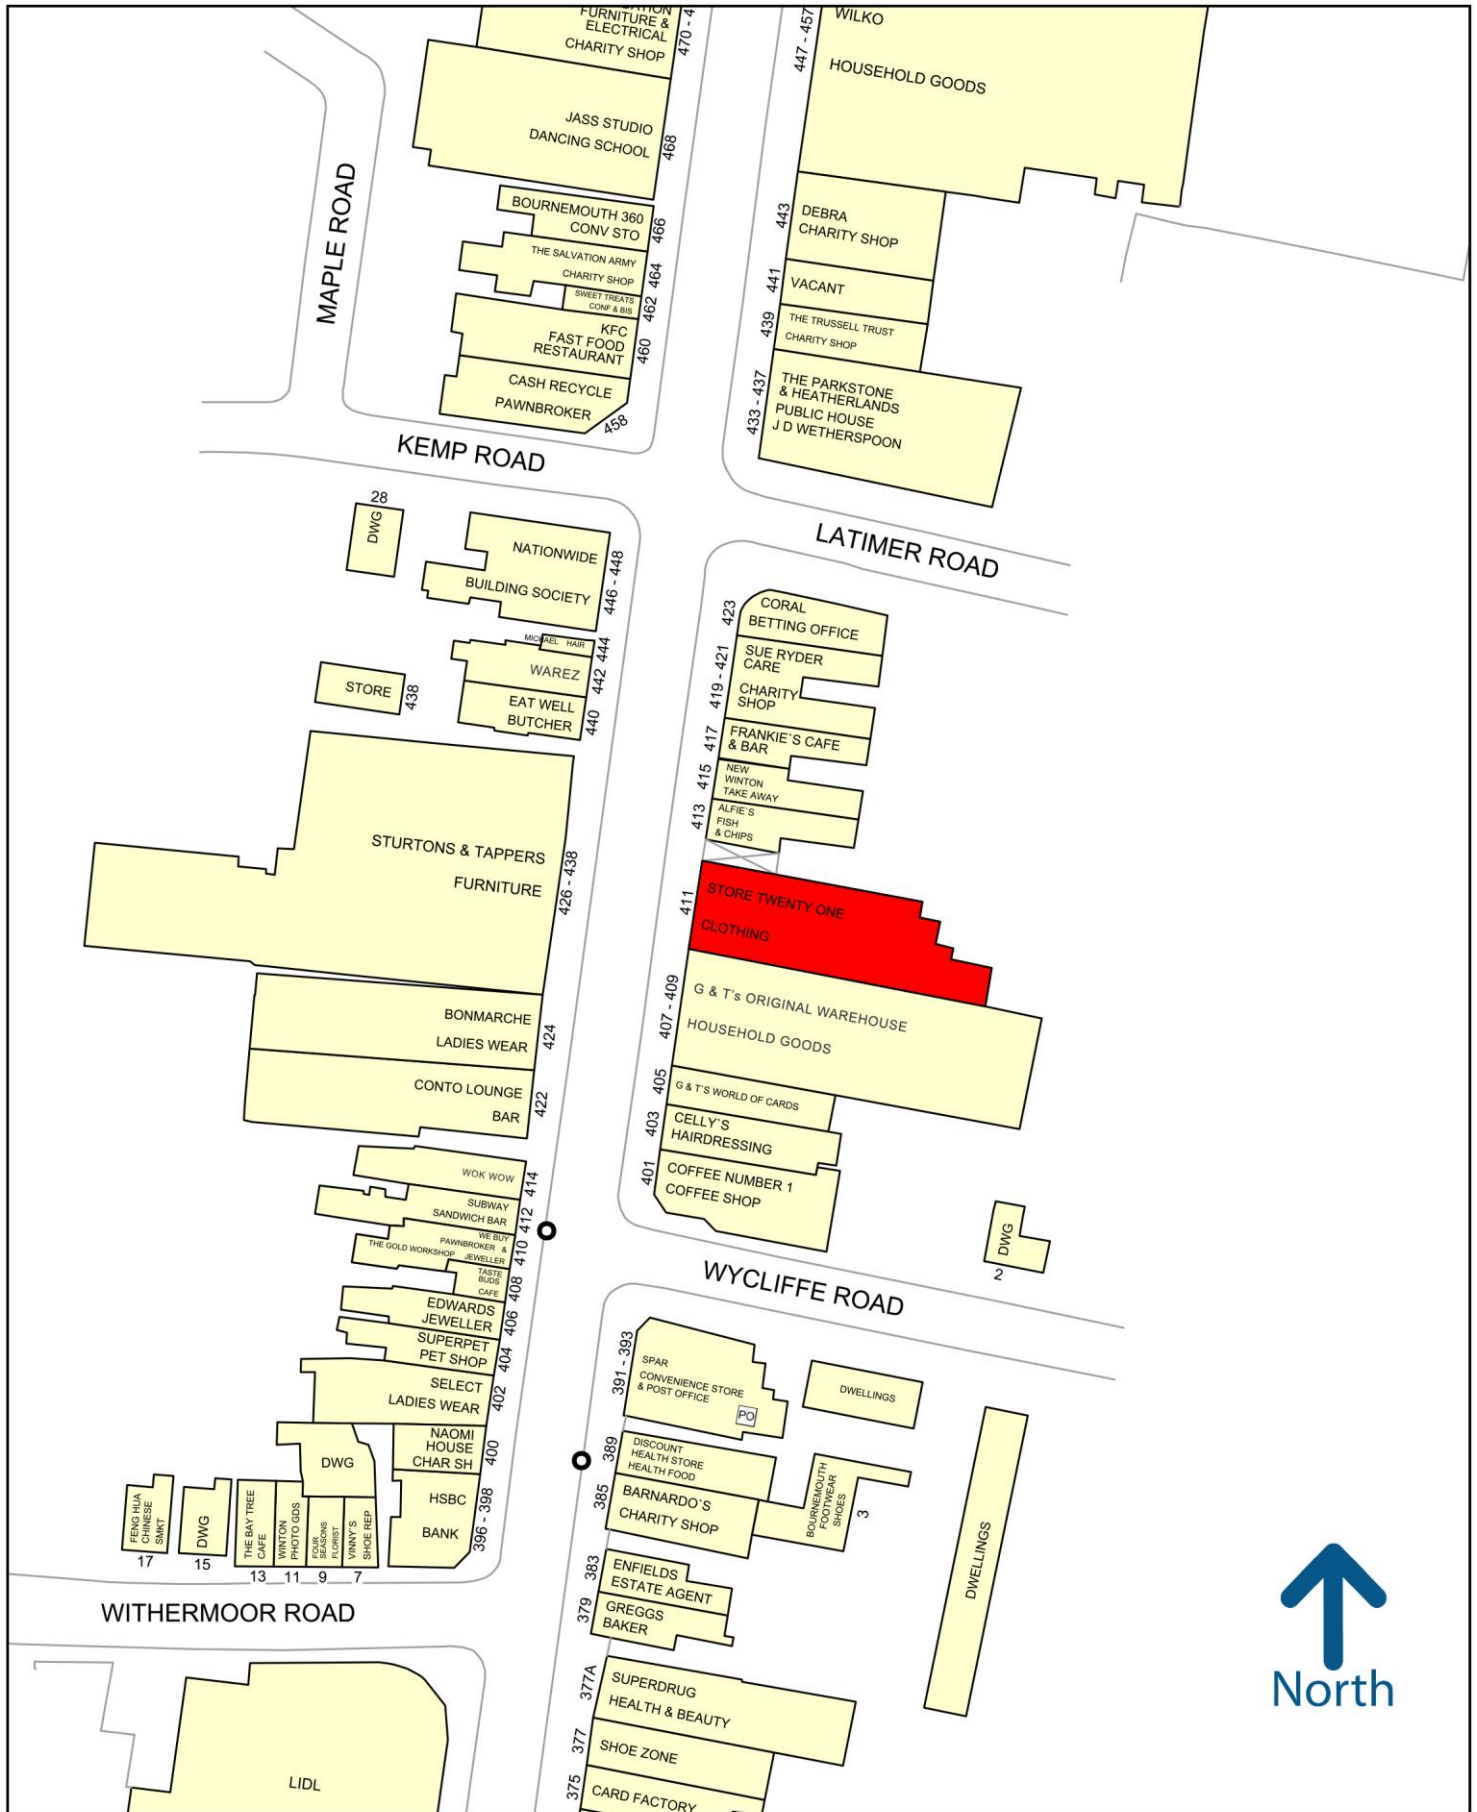 FURNITURE &
ELECTRICAL
CHARITY SHOP
470 - 4
JASS STUDIO
DANCING SCHOOL
468
BOURNEMOUTH 360
CONV STO
466
THE SALVATION ARMY
CHARITY SHOP
464
SWEET TREATS
CONF & BIS
462
KFC
FAST FOOD
RESTAURANT
460
CASH RECYCLE
PAWNBROKER
458
MAPLE ROAD
KEMP ROAD
WILKO
HOUSEHOLD GOODS
447 - 457
DEBRA
CHARITY SHOP
443
VACANT
441
THE TRUSSELL TRUST
CHARITY SHOP
439
THE PARKSTONE
& HEATHERLANDS
PUBLIC HOUSE
J D WETHERSPOON
433 - 437
LATIMER ROAD
28
DWG
NATIONWIDE
BUILDING SOCIETY
446 - 448
MICHAEL HAIR
444
WAREZ
442
EAT WELL
BUTCHER
440
STORE
438
STURTONS & TAPPERS
FURNITURE
426 - 438
BONMARCHE
LADIES WEAR
424
CONTO LOUNGE
BAR
422
WOK WOW
414
SUBWAY
SANDWICH BAR
412
WE BUY
PAWNBROKER &
JEWELLER
THE GOLD WORKSHOP
410
TASTE
BUDS
CAFE
408
EDWARDS
JEWELLER
406
SUPERPET
PET SHOP
404
SELECT
LADIES WEAR
402
NAOMI
HOUSE
CHAR SH
400
HSBC
BANK
396 - 398
DWG
FENG HUA
CHINESE
SMKT
17
DWG
15
THE BAY TREE
CAFE
13
WINTON
PHOTO GDS
11
FOUR
SEASONS
FLORIST
9
VINNY`S
SHOE REP
7
WITHERMOOR ROAD
LIDL
CORAL
BETTING OFFICE
423
SUE RYDER
CARE
CHARITY
SHOP
419 - 421
FRANKIE`S CAFE
& BAR
417
NEW
WINTON
TAKE AWAY
415
ALFIE`S
FISH
& CHIPS
413
STORE TWENTY ONE
CLOTHING
411
G & T's ORIGINAL WAREHOUSE
HOUSEHOLD GOODS
407 - 409
G & T`S WORLD OF CARDS
405
CELLY`S
HAIRDRESSING
403
COFFEE NUMBER 1
COFFEE SHOP
401
DWG
2
WYCLIFFE ROAD
SPAR
CONVENIENCE STORE
& POST OFFICE
PO
391 - 393
DWELLINGS
DISCOUNT
HEALTH STORE
HEALTH FOOD
389
BARNARDO`S
CHARITY SHOP
385
BOURNEMOUTH
FOOTWEAR
SHOES
3
DWELLINGS
ENFIELDS
ESTATE AGENT
383
GREGGS
BAKER
379
SUPERDRUG
HEALTH & BEAUTY
377A
SHOE ZONE
377
CARD FACTORY
375
North